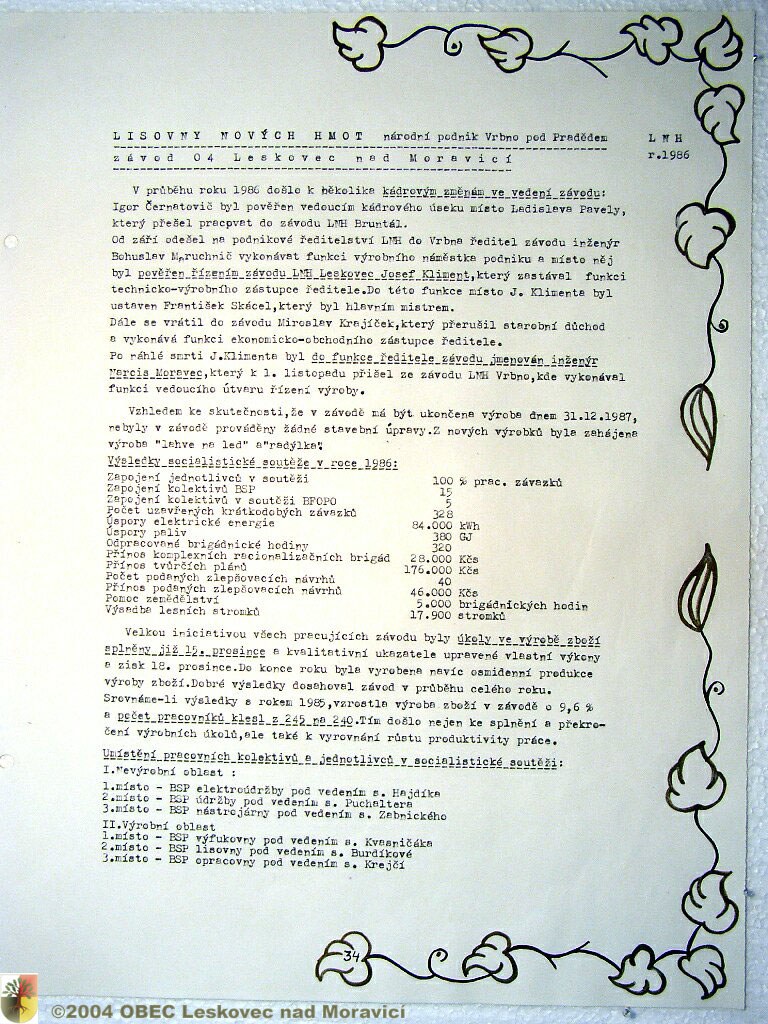 LISOVNY NOVÝCH HMOT národní podnik Vrbno pod Pradědem LNH
závod 04 Leskovec nad Moravicí r.1986
V průběhu roku 1986 došlo k běkolika kádrovým změnám ve vedení závodu:
Igor Černatovič byl pověřen vedoucím kádrového úseku místo Ladislava Pavely,
který přešel pracpvat do závodu LNH Bruntál.
Od září odešel na podnikové ředitelství LNH do Vrbna ředitel závodu inženýr
Bohuslav Maruchnič vykonávat funkci výrobního náměstka podniku a místo něj
byl pověřen řízením závodu LNH Leskovec Josef Kliment,který zastával funkci
technicko-výrobního zástupce ředitele.Do této funkce místo J. Klimenta byl
ustaven František Skácel,který byl hlavním mistrem.
Dále se vrátil do závodu Miroslav Krajíček,který přerušil starobní důchod
a vykonává funkci ekonomicko-obchodního zástupce ředitele.
Po náhlé smrti J.Klimenta byl do funkce ředitele závodu jmenován inženýr
Narcis Moravec,který k 1. listopadu přišel ze závodu LNH Vrbno,kde vykonával
funkci vedoucího útvaru řízení výroby.
Vzhledem ke skutečnosti,že v závodě má být ukončena výroba dnem 31.12.1987,
nebyly v závodě prováděny žádné stavební úpravy.Z nových výrobků byla zahájena
výroba "lahve na led" a"radýlka".
Výsledky socialistické soutěže v roce 1986:
Zapojení jednotlivců v soutěži 100 % prac. závazků
Zapojení kolektivů BSP 15
Zapojení kolektivů v soutěži BFOPO 5
Počet uzavřených krátkodobých závazků 328
Úspory elektrické energie 84.000 kWh
Úspory paliv 380 GJ
Odpracované brigádnické hodiny 320
Přínos komplexních racionalizačních brigád 28.000 Kčs
Přínos tvůrčích plánů 176.000 Kčs
Počet podaných zlepšovacích návrhů 40
Přínos podaných zlepšovacích návrhů 46.000 Kčs
Pomoc zemědělství 5.000 brigádnických hodin
Výsadba lesních stromků 17.900 stromků
Velkou iniciativou všech pracujících závodu byly úkoly ve výrobě zboží
splněny již 15. prosince a kvalitativní ukazatele upravené vlastní výkony
a zisk 18. prosince.Do konce roku byla vyrobena navíc osmidenní produkce
výroby zboží.Dobré výsledky dosahoval závod v průběhu celého roku.
Srovnáme-li výsledky s rokem 1985,vzrostla výroba zboží v závodě o 9,6 %
a počet pracovníků klesl z 245 na 240.Tím došlo nejen ke splnění a překro-
čení výrobních úkolů,ale také k vyrovnání růstu produktivity práce.
Umístění pracovních kolektivů a jednotlivců v socialistické soutěži:
I.Nevýrobní oblast :
1.místo - BSP elektroúdržby pod vedením s. Hajdíka
2.místo - BSP údržby pod vedením s. Puchaltera
3.místo - BSP nástrojárny pod vedením s. Zabnického
II.Výrobní oblast
1.místo - BSP výfukovny pod vedením s. Kvasničáka
2.místo - BSP lisovny pod vedením s. Burdíkové
3.místo - BSP opracovny pod vedením s. Krejčí
34
©2004 OBEC Leskovec nad Moravicí